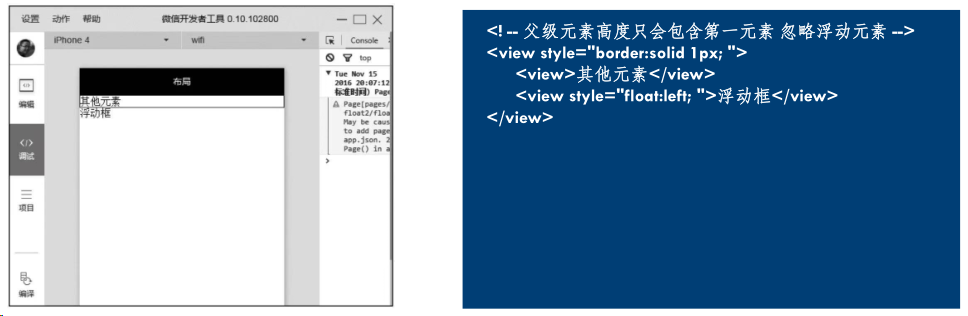 设置 动作 帮助 微信开发者工具 0.10.102800
iPhone 4 wifi Console
top
编辑
调试
项目
编译
布局
其他元素
浮动框
Tue Nov 15
2016 20:07:12
标准时间) Page
Page[pages/
float2/floa
May be caus
to add page
app.json. 2
Page() in a
<! -- 父级元素高度只会包含第一元素 忽略浮动元素 -->
<view style="border:solid 1px; ">
<view>其他元素</view>
<view style="float:left; ">浮动框</view>
</view>